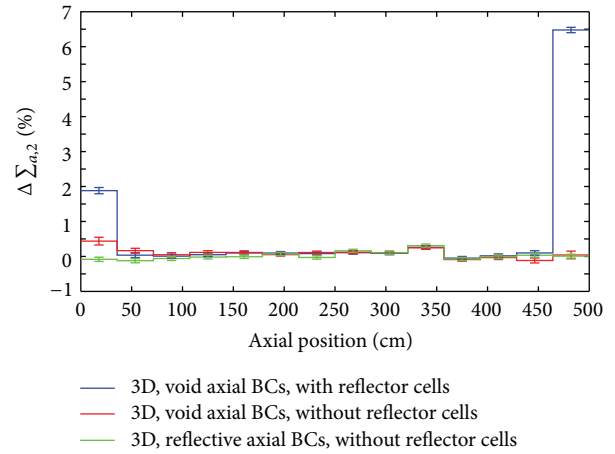 7
6
5
4
3
2
1
0
−1
Δ Σa,2 (%)
0 50 100 150 200 250 300 350 400 450 500
Axial position (cm)
3D, void axial BCs, with reflector cells
3D, void axial BCs, without reflector cells
3D, reflective axial BCs, without reflector cells